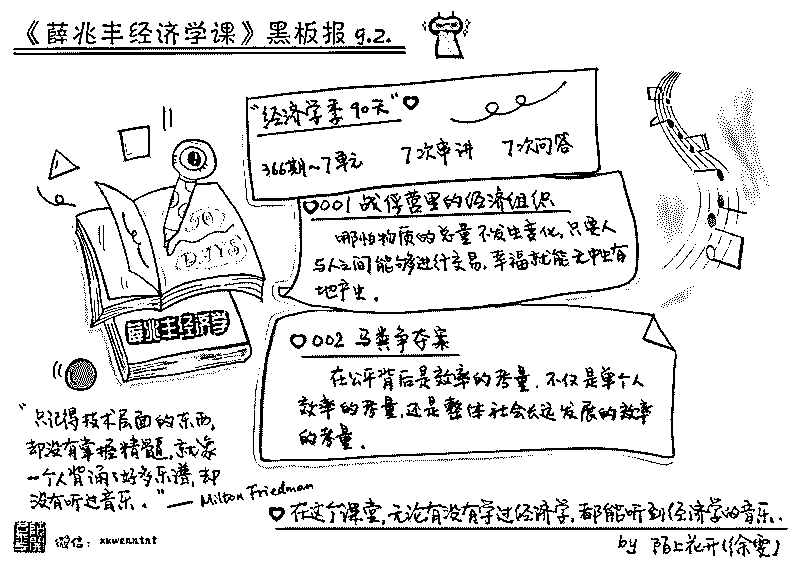 《薛兆丰经济学课》黑板报 9.2.
“经济学季 90天”
366期~7单元 7次串讲 7次问答
001 战俘营里的经济组织
哪怕物质的总量不发生变化,只要人
与人之间能够进行交易,幸福就能无中生有
地产生.
90
DAYS
薛兆丰经济学
002 马粪争夺案
在公平背后是效率的考量.不仅是单个人
效率的考量,还是整体社会长远发展的效率
的考量.
“只记得技术层面的东西,
却没有掌握精髓,就像
一个人背诵了好多乐谱,却
没有听过音乐。” —— Milton Friedman
在这个课堂,无论有没有学过经济学,都能听到经济学的音乐.
微信:
by 陌上花开(徐雯)